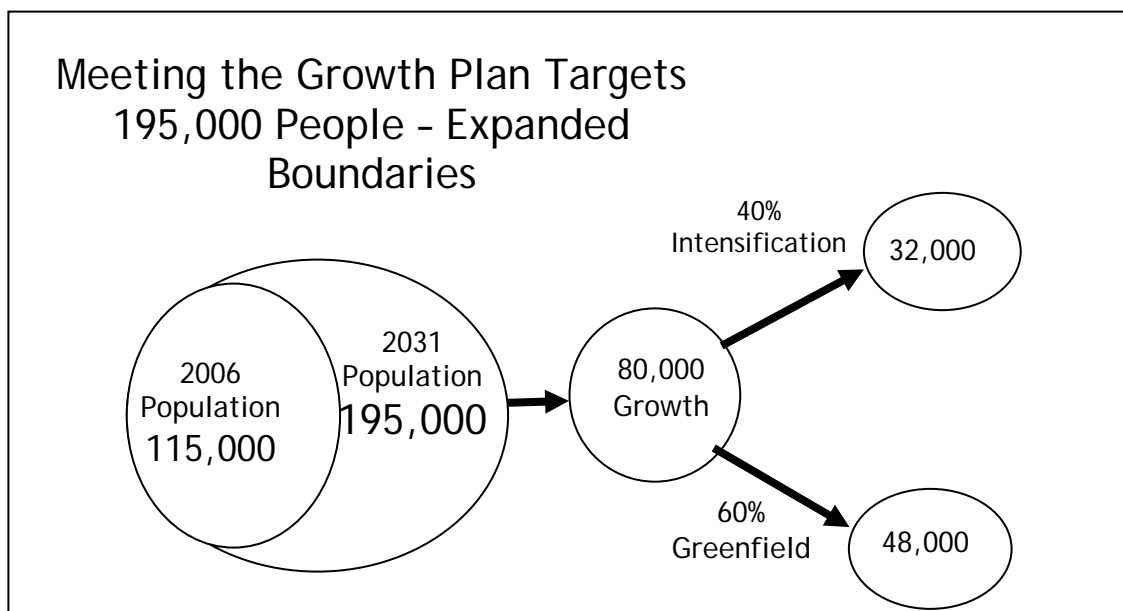 Meeting the Growth Plan Targets
195,000 People - Expanded
Boundaries
2006
Population
115,000
2031
Population
195,000
80,000
Growth
40%
Intensification
32,000
60%
Greenfield
48,000